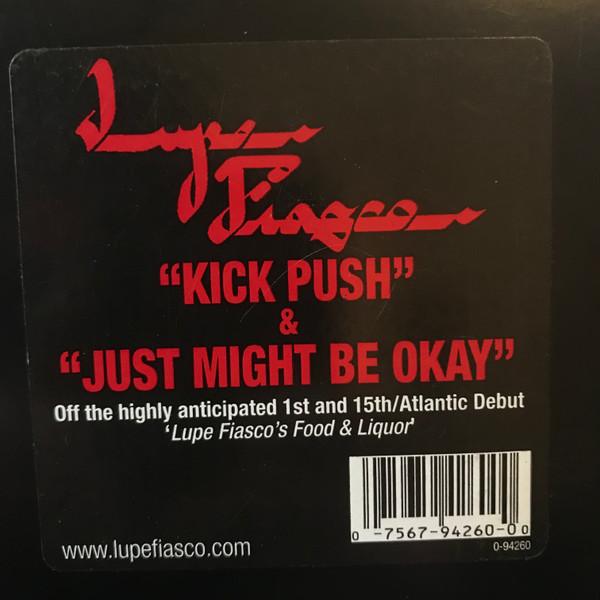 Lupe
Fiasco
“KICK PUSH”
&
“JUST MIGHT BE OKAY”
Off the highly anticipated 1st and 15th/Atlantic Debut
‘Lupe Fiasco's Food & Liquor’
0 -7567-94260-0 0
www.lupefiasco.com
0-94260